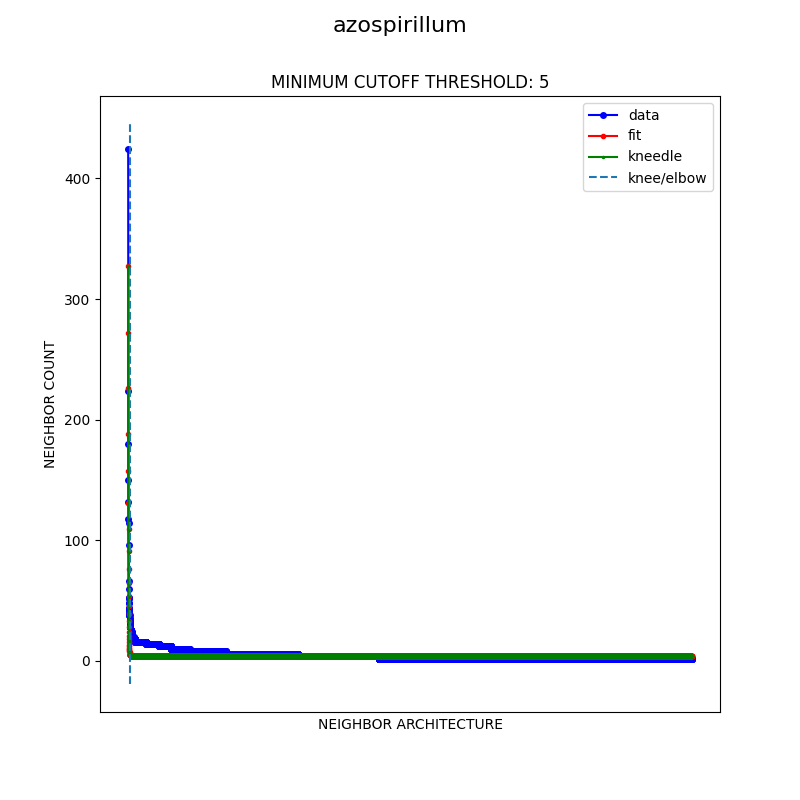 azospirillum
MINIMUM CUTOFF THRESHOLD: 5
data
fit
kneedle
knee/elbow
400
300
200
100
0
NEIGHBOR COUNT
NEIGHBOR ARCHITECTURE